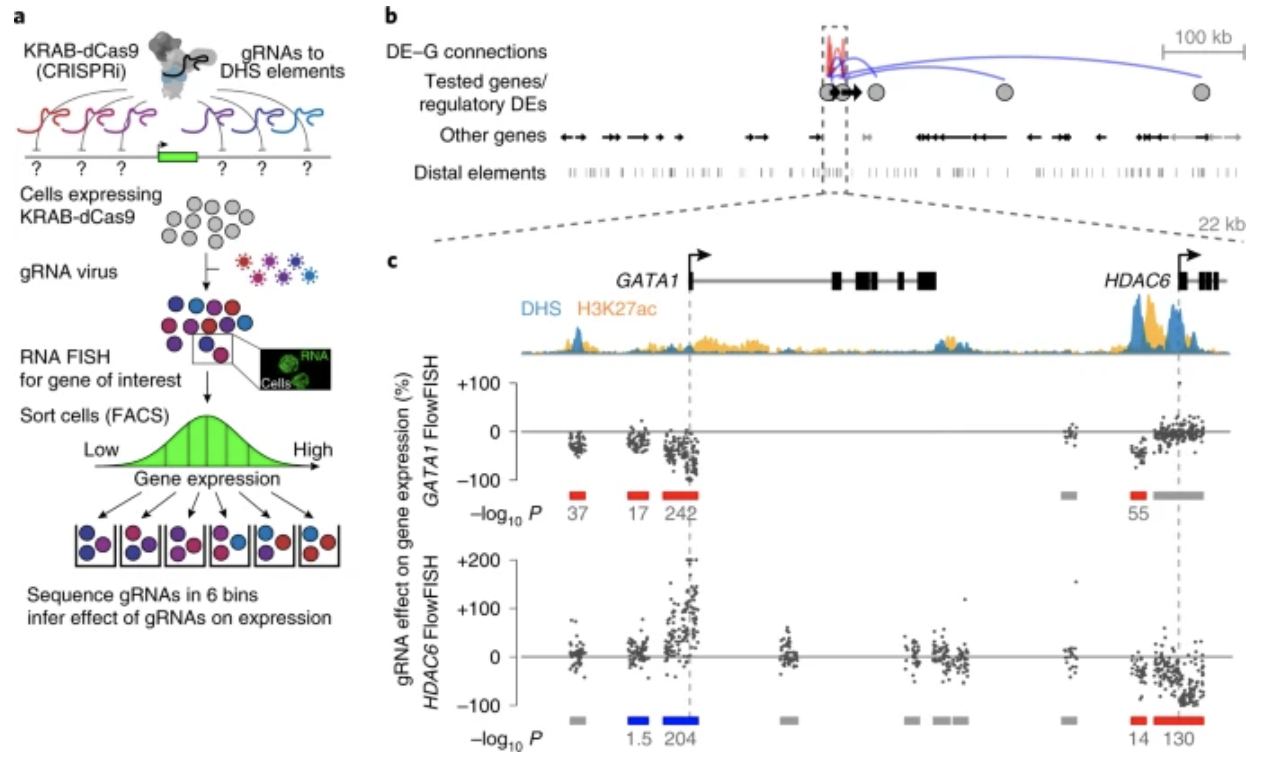 a
KRAB-dCas9
(CRISPRi)
gRNAs to
DHS elements
? ? ? ? ? ?
Cells expressing
KRAB-dCas9
gRNA virus
RNA FISH
for gene of interest
RNA
Cells
Sort cells (FACS)
Low
High
Gene expression
Sequence gRNAs in 6 bins
infer effect of gRNAs on expression
b
100 kb
DE–G connections
Tested genes/
regulatory DEs
Other genes
Distal elements
22 kb
c
GATA1
HDAC6
DHS H3K27ac
gRNA effect on gene expression (%)
GATA1 FlowFISH
+100
0
−100
−log10 P
37 17 242 55
HDAC6 FlowFISH
+200
+100
0
−100
−log10 P
1.5 204 14 130